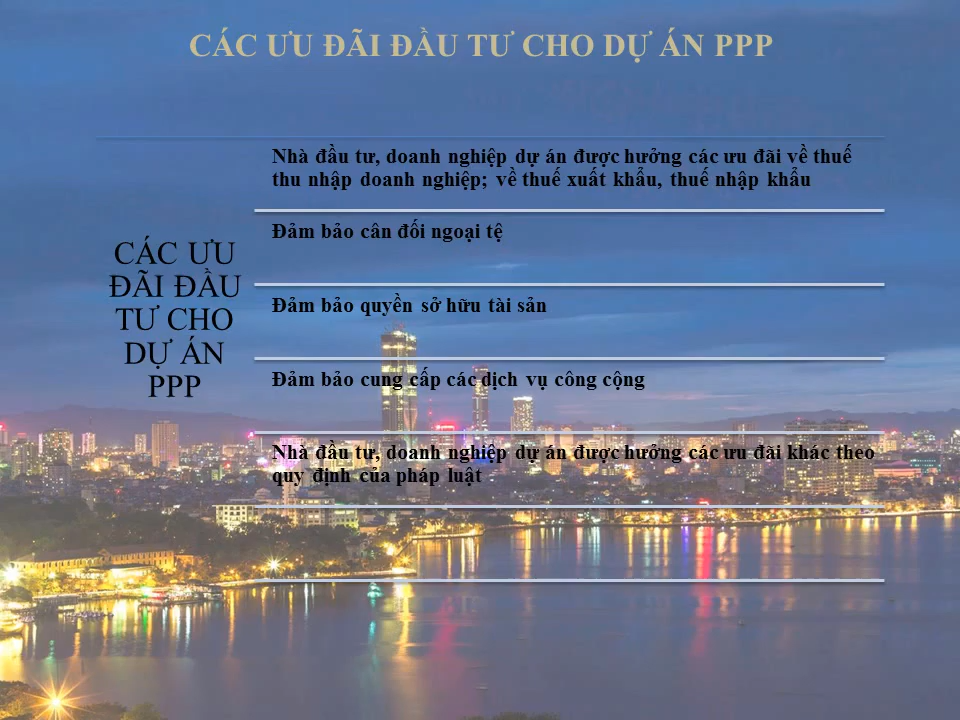 CÁC ƯU ĐÃI ĐẦU TƯ CHO DỰ ÁN PPP
CÁC ƯU
ĐÃI ĐẦU
TƯ CHO
DỰ ÁN
PPP
Nhà đầu tư, doanh nghiệp dự án được hưởng các ưu đãi về thuế
thu nhập doanh nghiệp; về thuế xuất khẩu, thuế nhập khẩu
Đảm bảo cân đối ngoại tệ
Đảm bảo quyền sở hữu tài sản
Đảm bảo cung cấp các dịch vụ công cộng
Nhà đầu tư, doanh nghiệp dự án được hưởng các ưu đãi khác theo
quy định của pháp luật